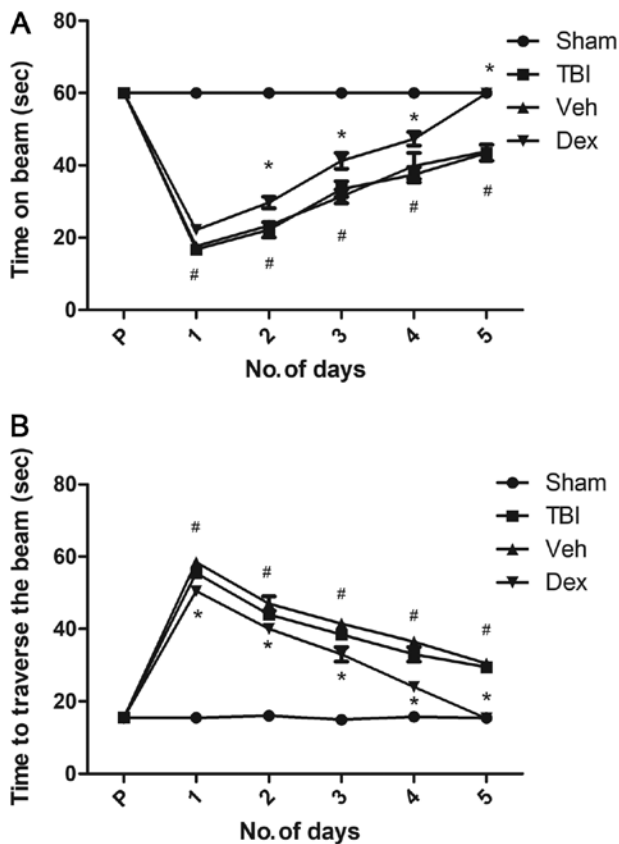 A
80
60
40
20
0
Time on beam (sec)
* * * * 
# # # # #
P 1 2 3 4 5
No. of days
Sham
TBI
Veh
Dex
B
80
60
40
20
0
Time to traverse the beam (sec)
# # # # #
* * * * *
P 1 2 3 4 5
No. of days
Sham
TBI
Veh
Dex